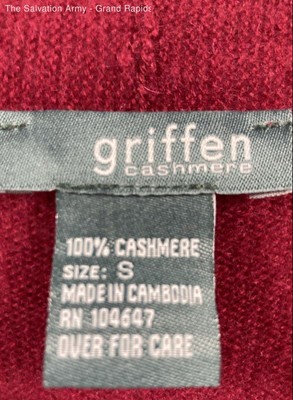 The Salvation Army - Grand Rapids
griffen
cashmere
100% CASHMERE
SIZE: S
MADE IN CAMBODIA
RN 104647
OVER FOR CARE